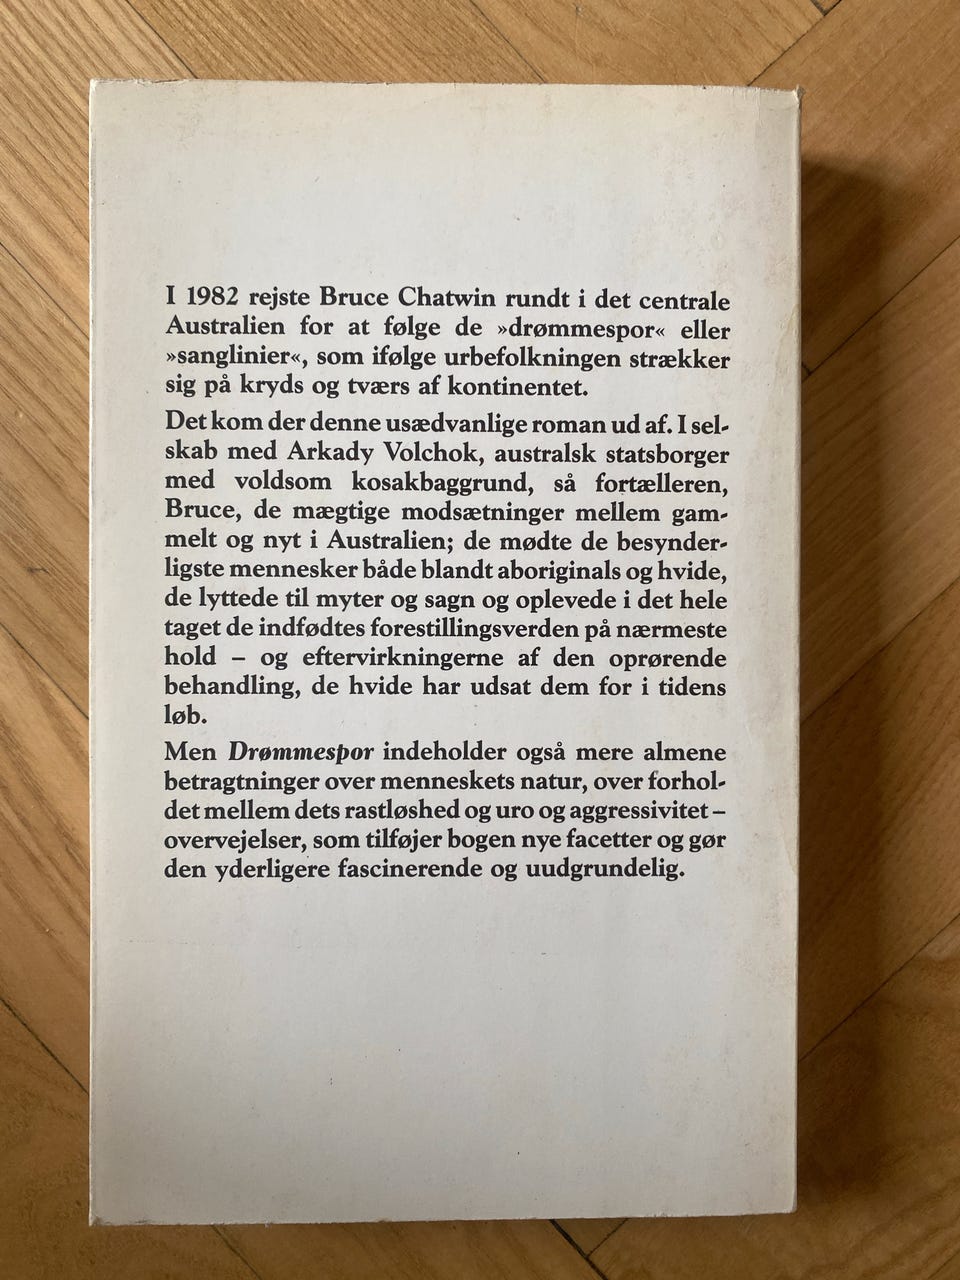 I 1982 rejste Bruce Chatwin rundt i det centrale
Australien for at følge de »drømmespor« eller
»sanglinier«, som ifølge urbefolkningen strækker
sig på kryds og tværs af kontinentet.
Det kom der denne usædvanlige roman ud af. I sel-
skab med Arkady Volchok, australsk statsborger
med voldsom kosakbaggrund, så fortælleren,
Bruce, de mægtige modsætninger mellem gam-
melt og nyt i Australien; de mødte de besynder-
ligste mennesker både blandt aboriginals og hvide,
de lyttede til myter og sagn og oplevede i det hele
taget de indfødtes forestillingsverden på nærmeste
hold – og eftervirkningerne af den oprørende
behandling, de hvide har udsat dem for i tidens
løb.
Men Drømmespor indeholder også mere almene
betragtninger over menneskets natur, over forhol-
det mellem dets rastløshed og uro og aggressivitet –
overvejelser, som tilføjer bogen nye facetter og gør
den yderligere fascinerende og uudgrundelig.